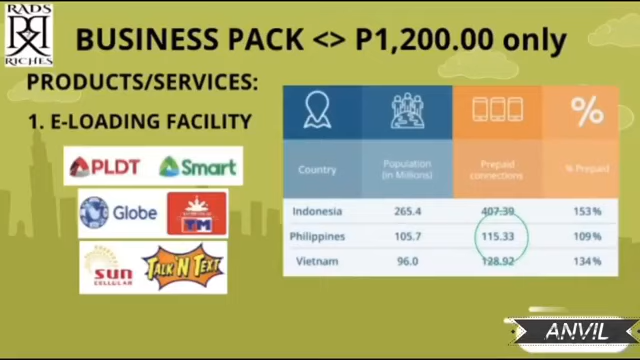 RADS
RR
RICHES
BUSINESS PACK <> P1,200.00 only
PRODUCTS/SERVICES:
1. E-LOADING FACILITY
PLDT Smart
Globe TM
SUN
CELLULAR
TALK 'N TEXT
%
Country Population (in Millions) Prepaid connections % Prepaid
Indonesia 265.4 407.39 153%
Philippines 105.7 115.33 109%
Vietnam 96.0 128.92 134%
ANVIL